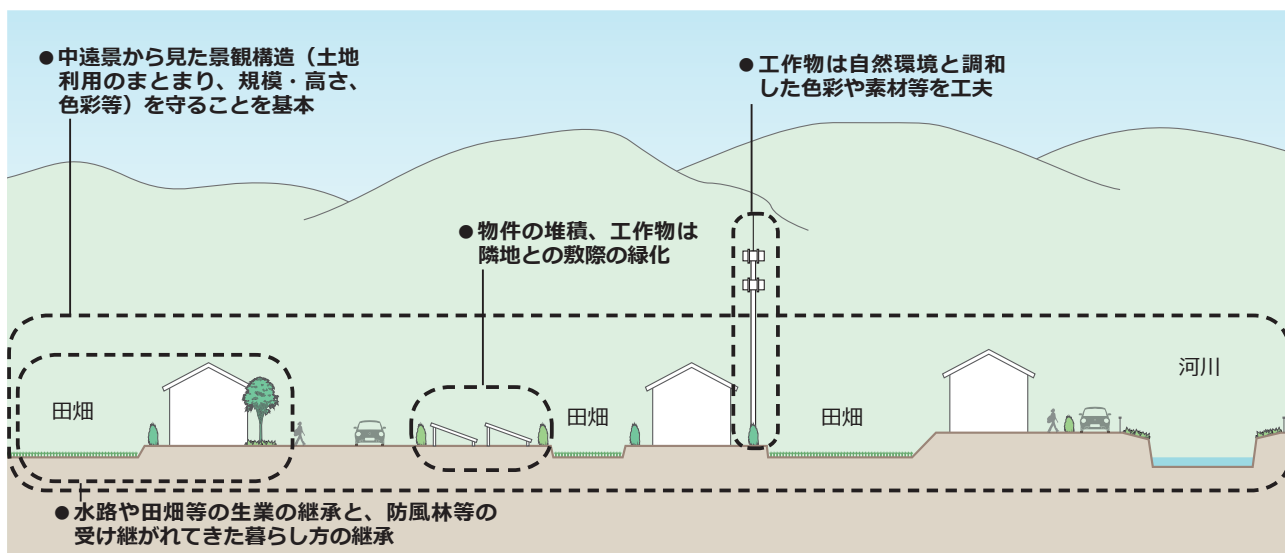 ●中遠景から見た景観構造（土地
利用のまとまり、規模・高さ、
色彩等）を守ることを基本
●工作物は自然環境と調和
した色彩や素材等を工夫
●物件の堆積、工作物は
隣地との敷際の緑化
田畑
田畑
田畑
河川
●水路や田畑等の生業の継承と、防風林等の
受け継がれてきた暮らし方の継承